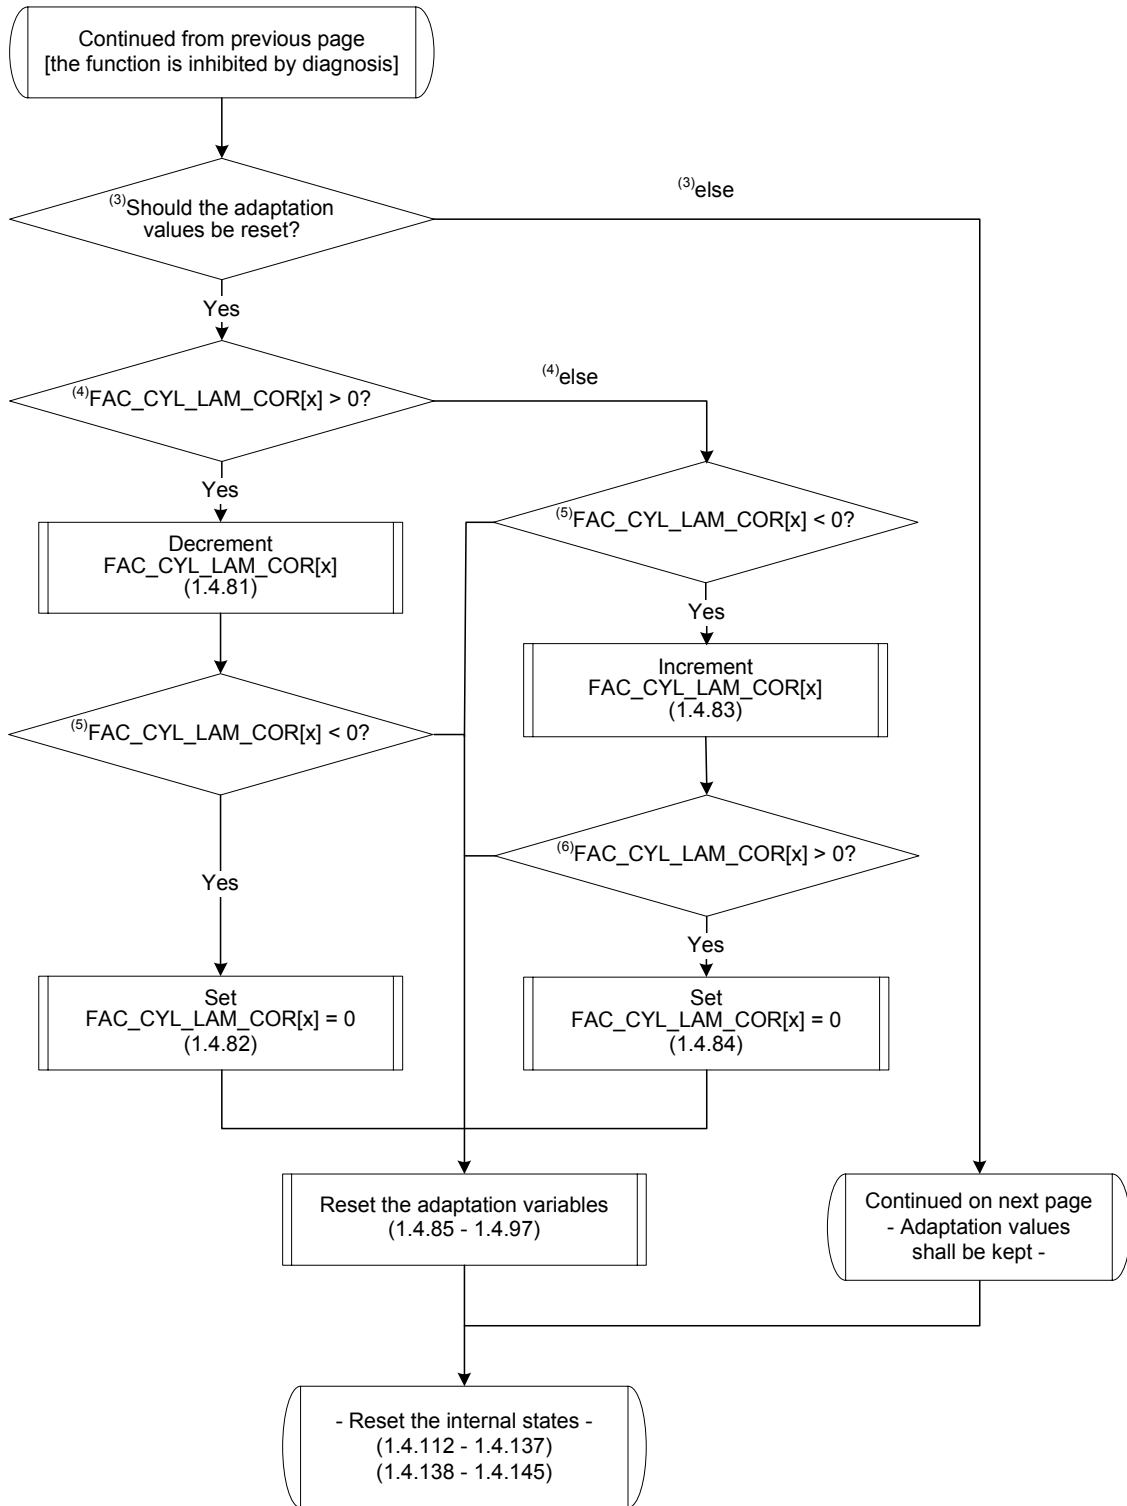 Continued from previous page
[the function is inhibited by diagnosis]
(3)Should the adaptation
values be reset?
(3)else
Yes
(4)FAC_CYL_LAM_COR[x] > 0?
(4)else
Yes
Decrement
FAC_CYL_LAM_COR[x]
(1.4.81)
(5)FAC_CYL_LAM_COR[x] < 0?
Yes
Increment
FAC_CYL_LAM_COR[x]
(1.4.83)
(5)FAC_CYL_LAM_COR[x] < 0?
(6)FAC_CYL_LAM_COR[x] > 0?
Yes
Yes
Set
FAC_CYL_LAM_COR[x] = 0
(1.4.82)
Set
FAC_CYL_LAM_COR[x] = 0
(1.4.84)
Reset the adaptation variables
(1.4.85 - 1.4.97)
Continued on next page
- Adaptation values
shall be kept -
- Reset the internal states -
(1.4.112 - 1.4.137)
(1.4.138 - 1.4.145)